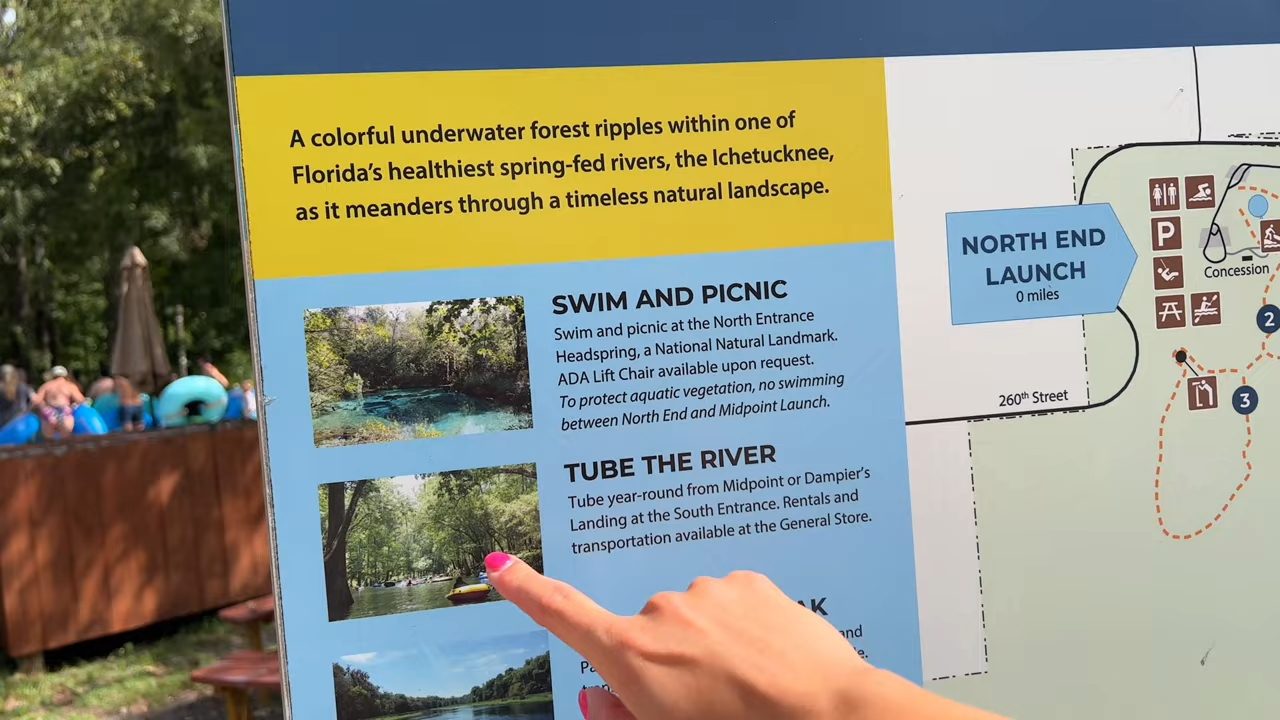 A colorful underwater forest ripples within one of
Florida's healthiest spring-fed rivers, the Ichetucknee,
as it meanders through a timeless natural landscape.
SWIM AND PICNIC
Swim and picnic at the North Entrance
Headspring, a National Natural Landmark.
ADA Lift Chair available upon request.
To protect aquatic vegetation, no swimming
between North End and Midpoint Launch.
TUBE THE RIVER
Tube year-round from Midpoint or Dampier's
Landing at the South Entrance. Rentals and
transportation available at the General Store.
NORTH END
LAUNCH
0 miles
P
Concession
2
260th Street
3